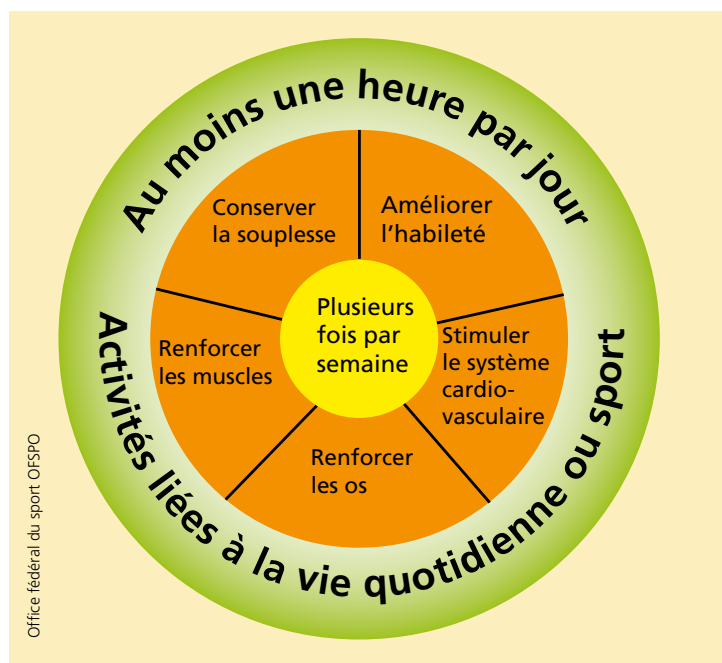 Au moins une heure par jour
Conserver
la souplesse
Améliorer
l'habileté
Plusieurs
fois par
semaine
Renforcer
les muscles
Stimuler
le système
cardio-
vasculaire
Renforcer
les os
Activités liées à la vie quotidienne ou sport
Office fédéral du sport OFSPO